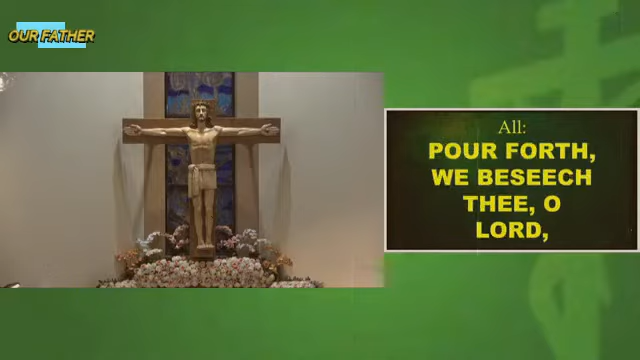 OUR FATHER
All:
POUR FORTH,
WE BESEECH
THEE, O
LORD,